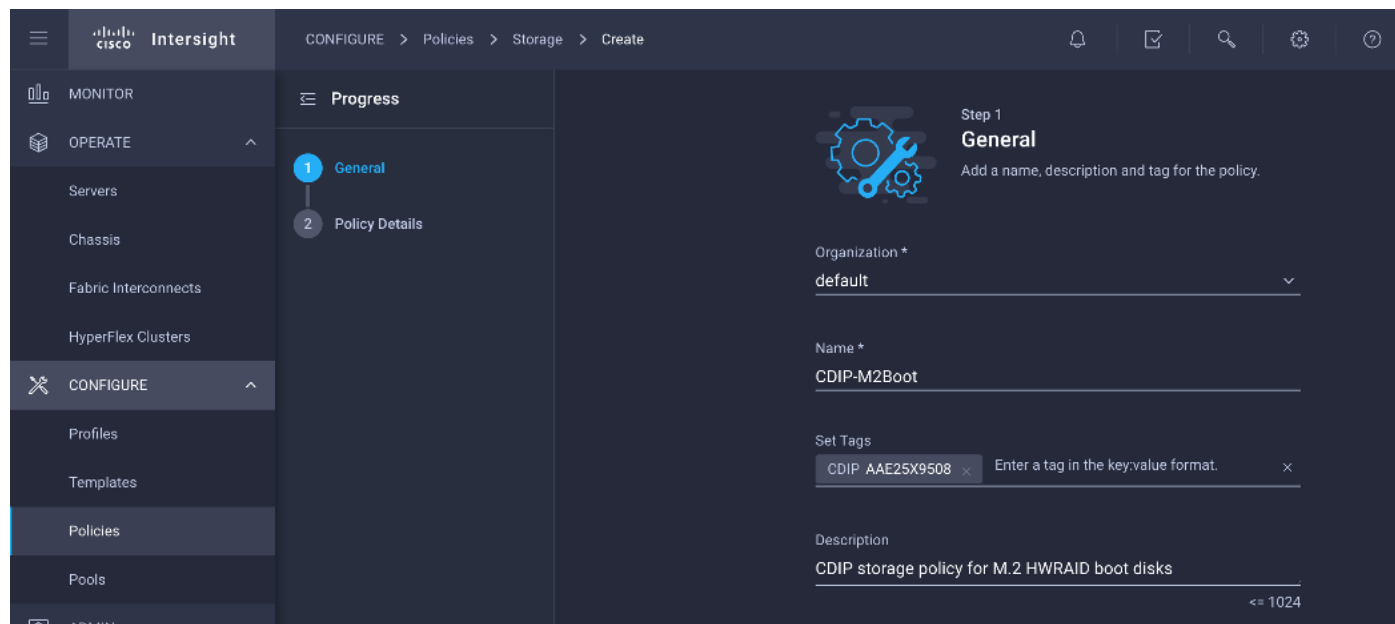 cisco Intersight
CONFIGURE > Policies > Storage > Create
MONITOR
OPERATE
Servers
Chassis
Fabric Interconnects
HyperFlex Clusters
CONFIGURE
Profiles
Templates
Policies
Pools
ADMIN
Progress
1 General
2 Policy Details
Step 1
General
Add a name, description and tag for the policy.
Organization *
default
Name *
CDIP-M2Boot
Set Tags
CDIP AAE25X9508 × Enter a tag in the key:value format. ×
Description
CDIP storage policy for M.2 HWRAID boot disks
<= 1024